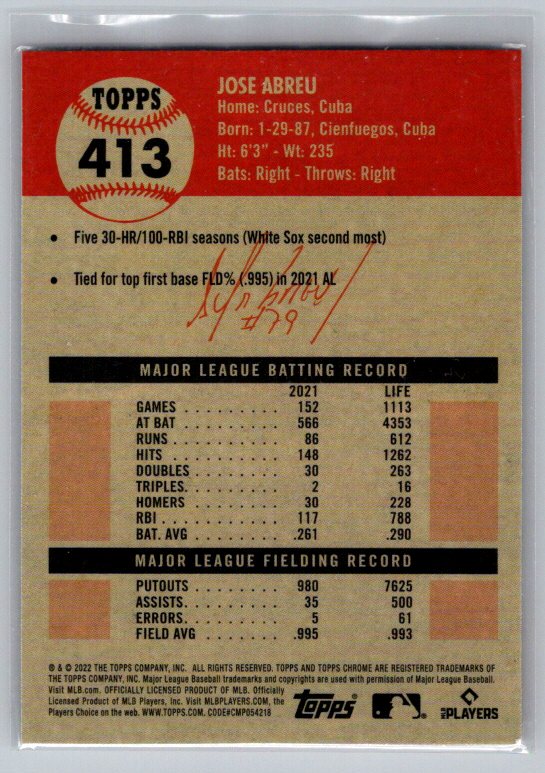 TOPPS
413
JOSE ABREU
Home: Cruces, Cuba
Born: 1-29-87, Cienfuegos, Cuba
Ht: 6'3" - Wt: 235
Bats: Right - Throws: Right
• Five 30-HR/100-RBI seasons (White Sox second most)
• Tied for top first base FLD% (.995) in 2021 AL
#79
MAJOR LEAGUE BATTING RECORD
2021 LIFE
GAMES . . . . . . . . . 152 1113
AT BAT . . . . . . . . . 566 4353
RUNS . . . . . . . . . . 86 612
HITS . . . . . . . . . . 148 1262
DOUBLES . . . . . . . . 30 263
TRIPLES. . . . . . . . . 2 16
HOMERS . . . . . . . . 30 228
RBI . . . . . . . . . . . 117 788
BAT. AVG . . . . . . . .261 .290
MAJOR LEAGUE FIELDING RECORD
PUTOUTS . . . . . . . . 980 7625
ASSISTS. . . . . . . . . 35 500
ERRORS. . . . . . . . . 5 61
FIELD AVG . . . . . . . .995 .993
® & © 2022 THE TOPPS COMPANY, INC. ALL RIGHTS RESERVED. TOPPS AND TOPPS CHROME ARE REGISTERED TRADEMARKS OF
THE TOPPS COMPANY, INC. Major League Baseball trademarks and copyrights are used with permission of Major League Baseball.
Visit MLB.com. OFFICIALLY LICENSED PRODUCT OF MLB. Officially
Licensed Product of MLB Players, Inc. Visit MLBPLAYERS.COM, the
Players Choice on the web. WWW.TOPPS.COM. CODE#CMP054218
Topps
MLB PLAYERS